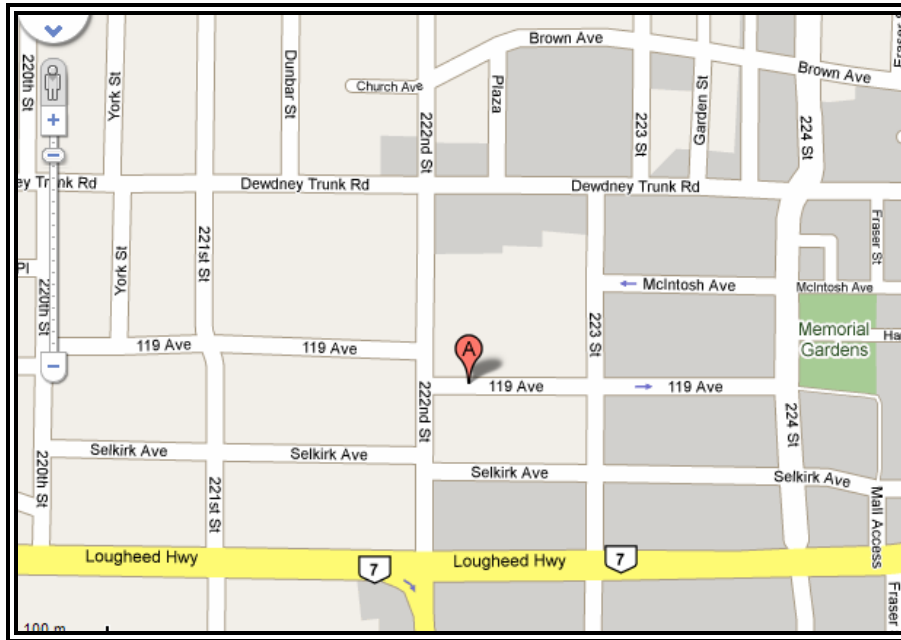 Brown Ave
Brown Ave
Fraser
220th St
York St
Dunbar St
Church Ave
222nd St
Plaza
223 St
Garden St
224 St
ey Trunk Rd
Dewdney Trunk Rd
Dewdney Trunk Rd
Pl
220th St
York St
221st St
Fraser St
McIntosh Ave
McIntosh Ave
Memorial
Gardens
Ha
223 St
119 Ave
119 Ave
A
119 Ave
119 Ave
222nd St
224 St
220th St
Selkirk Ave
Selkirk Ave
Selkirk Ave
Selkirk Ave
221st St
Mall Access
Lougheed Hwy
7
Lougheed Hwy
7
Fraser
100 m